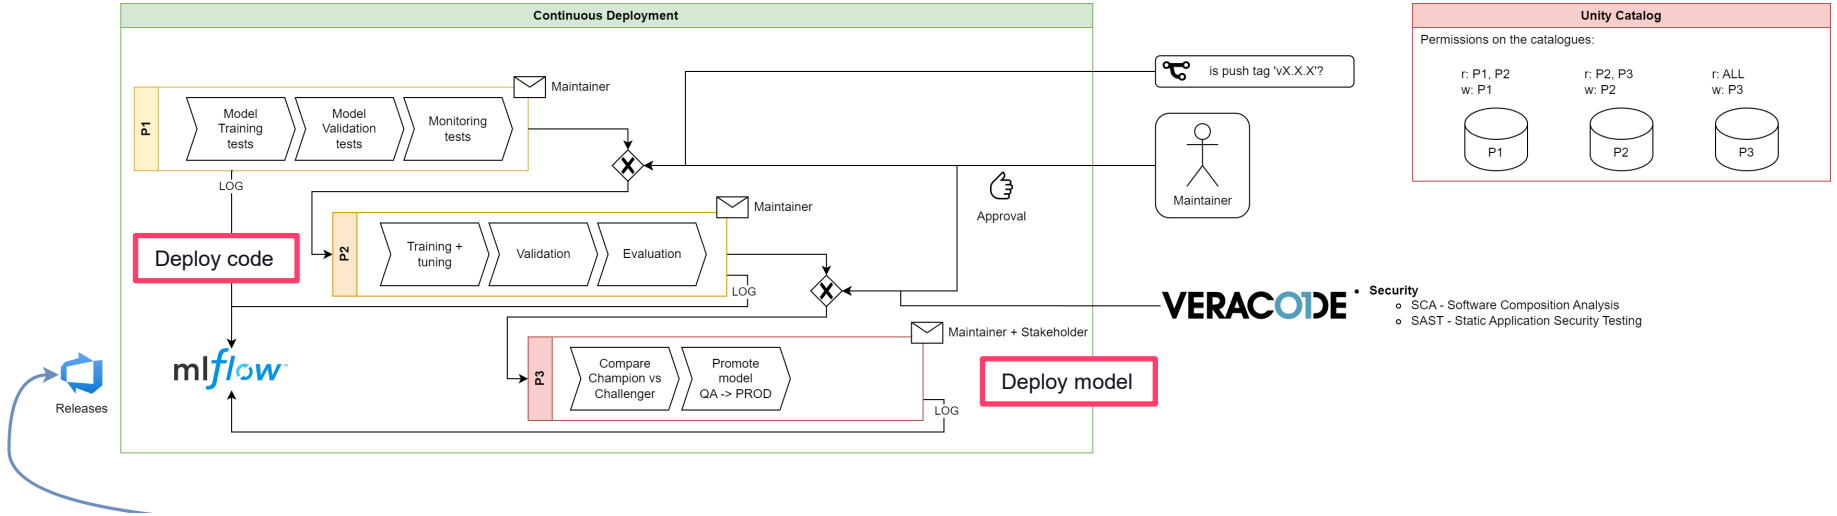 Continuous Deployment
Unity Catalog
Permissions on the catalogues:
r: P1, P2
w: P1
r: P2, P3
w: P2
r: ALL
w: P3
P1
P2
P3
is push tag 'vX.X.X'?
Maintainer
Approval
Maintainer
P1
Model
Training
tests
Model
Validation
tests
Monitoring
tests
LOG
Deploy code
Maintainer
P2
Training +
tuning
Validation
Evaluation
LOG
VERACODE
Security
SCA - Software Composition Analysis
SAST - Static Application Security Testing
Maintainer + Stakeholder
P3
Compare
Champion vs
Challenger
Promote
model
QA -> PROD
LOG
Deploy model
mlflow
Releases